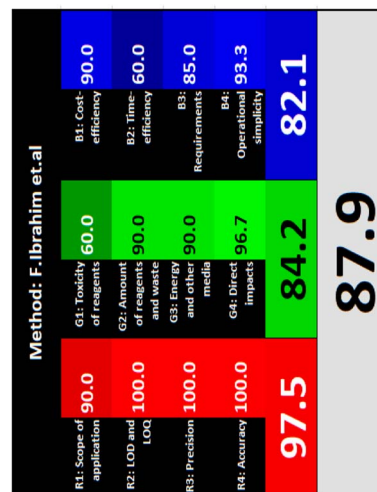 Method: F.Ibrahim et.al
R1: Scope of
application
90.0
R2: LOD and
LOQ
100.0
R3: Precision
100.0
R4: Accuracy
100.0
97.5
G1: Toxicity
of reagents
60.0
G2: Amount
of reagents
and waste
90.0
G3: Energy
and other
media
90.0
G4: Direct
impacts
96.7
84.2
B1: Cost-
efficiency
90.0
B2: Time-
efficiency
60.0
B3:
Requirements
85.0
B4:
Operational
simplicity
93.3
82.1
87.9